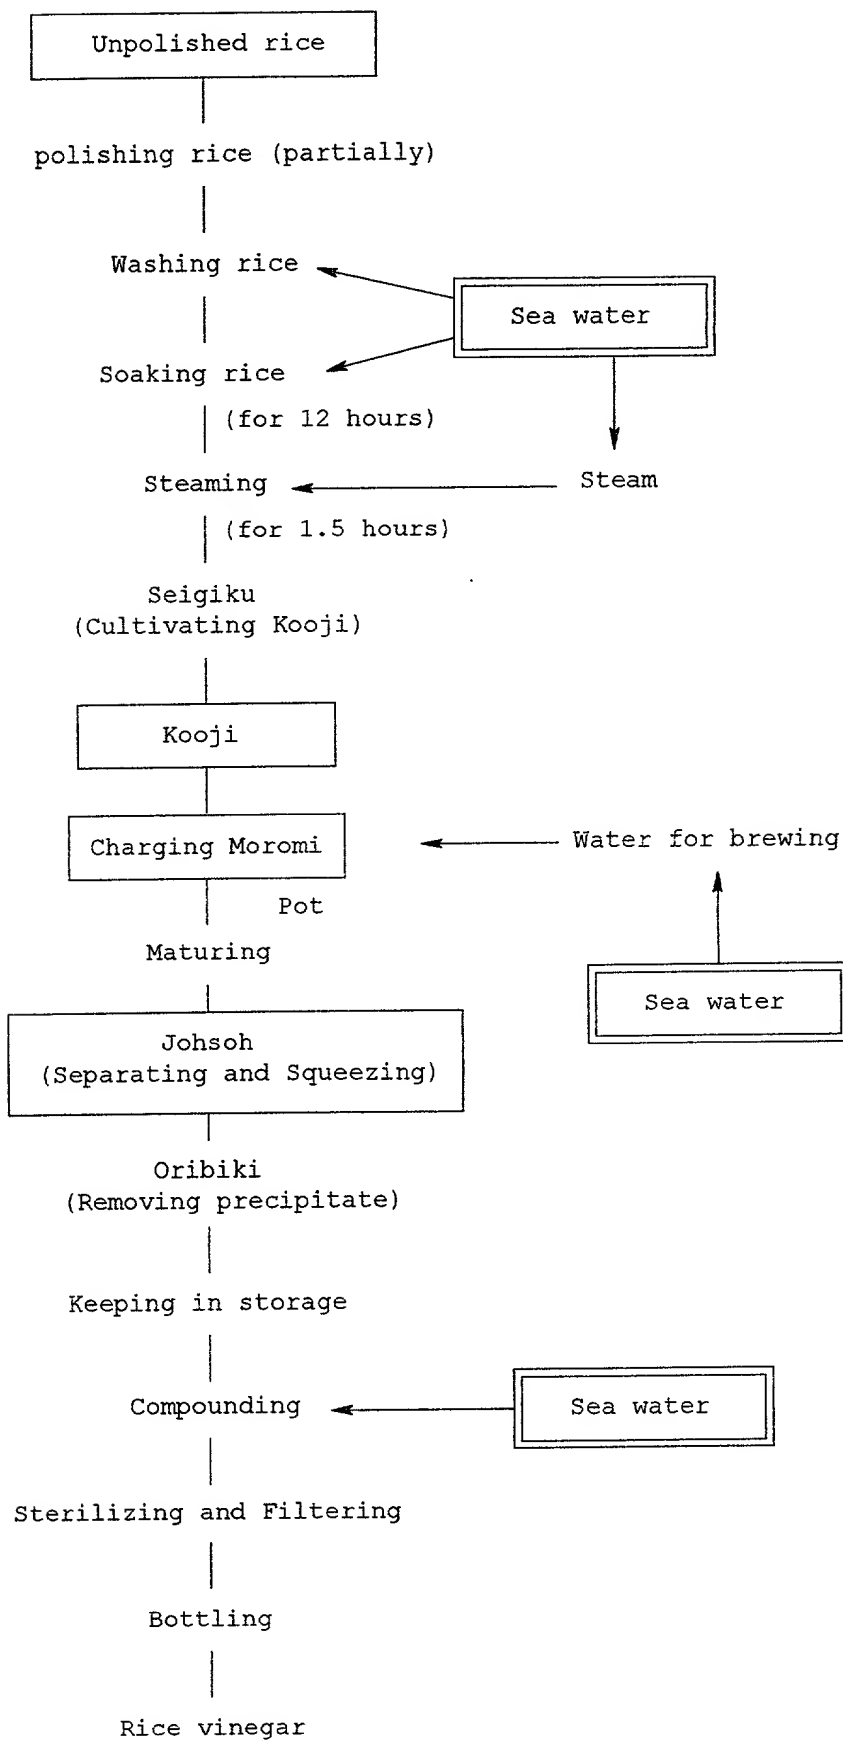 Unpolished rice
polishing rice (partially)
Washing rice
Sea water
Soaking rice
(for 12 hours)
Steaming
Steam
(for 1.5 hours)
Seigiku
(Cultivating Kooji)
Kooji
Charging Moromi
Water for brewing
Pot
Maturing
Sea water
Johsoh
(Separating and Squeezing)
Oribiki
(Removing precipitate)
Keeping in storage
Compounding
Sea water
Sterilizing and Filtering
Bottling
Rice vinegar